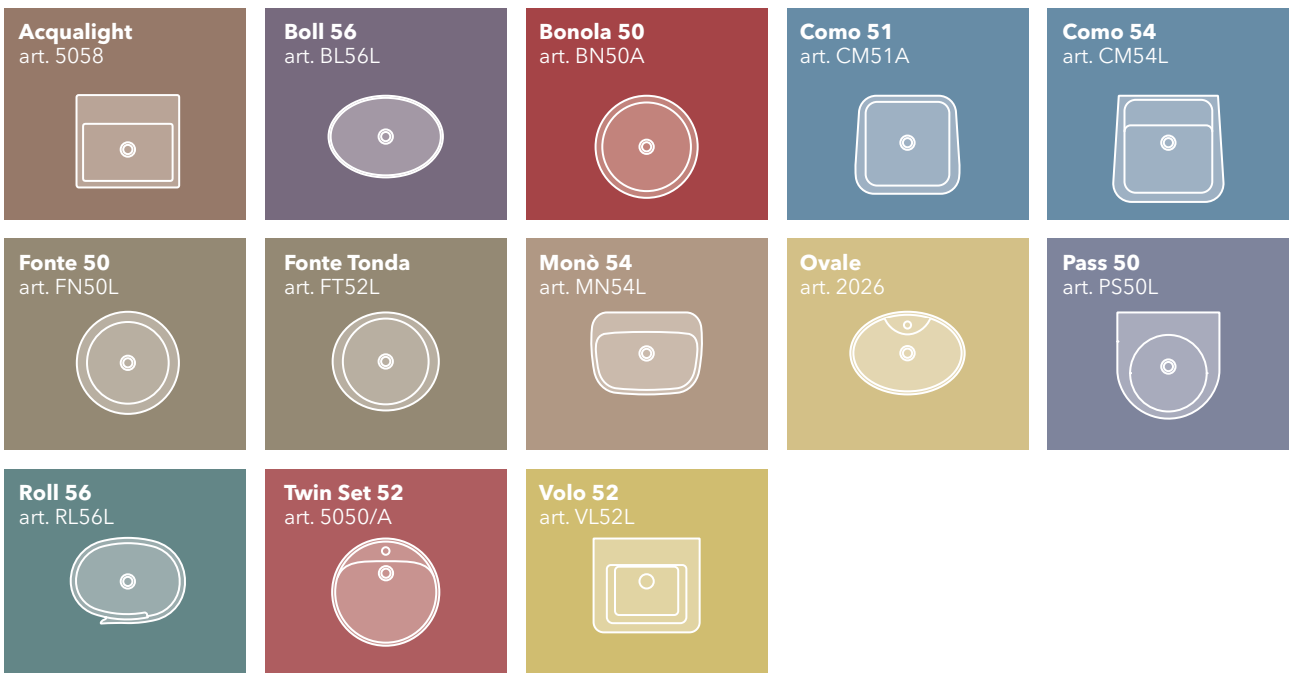 Acqualight
art. 5058
Boll 56
art. BL56L
Bonola 50
art. BN50A
Como 51
art. CM51A
Como 54
art. CM54L
Fonte 50
art. FN50L
Fonte Tonda
art. FT52L
Monò 54
art. MN54L
Ovale
art. 2026
Pass 50
art. PS50L
Roll 56
art. RL56L
Twin Set 52
art. 5050/A
Volo 52
art. VL52L